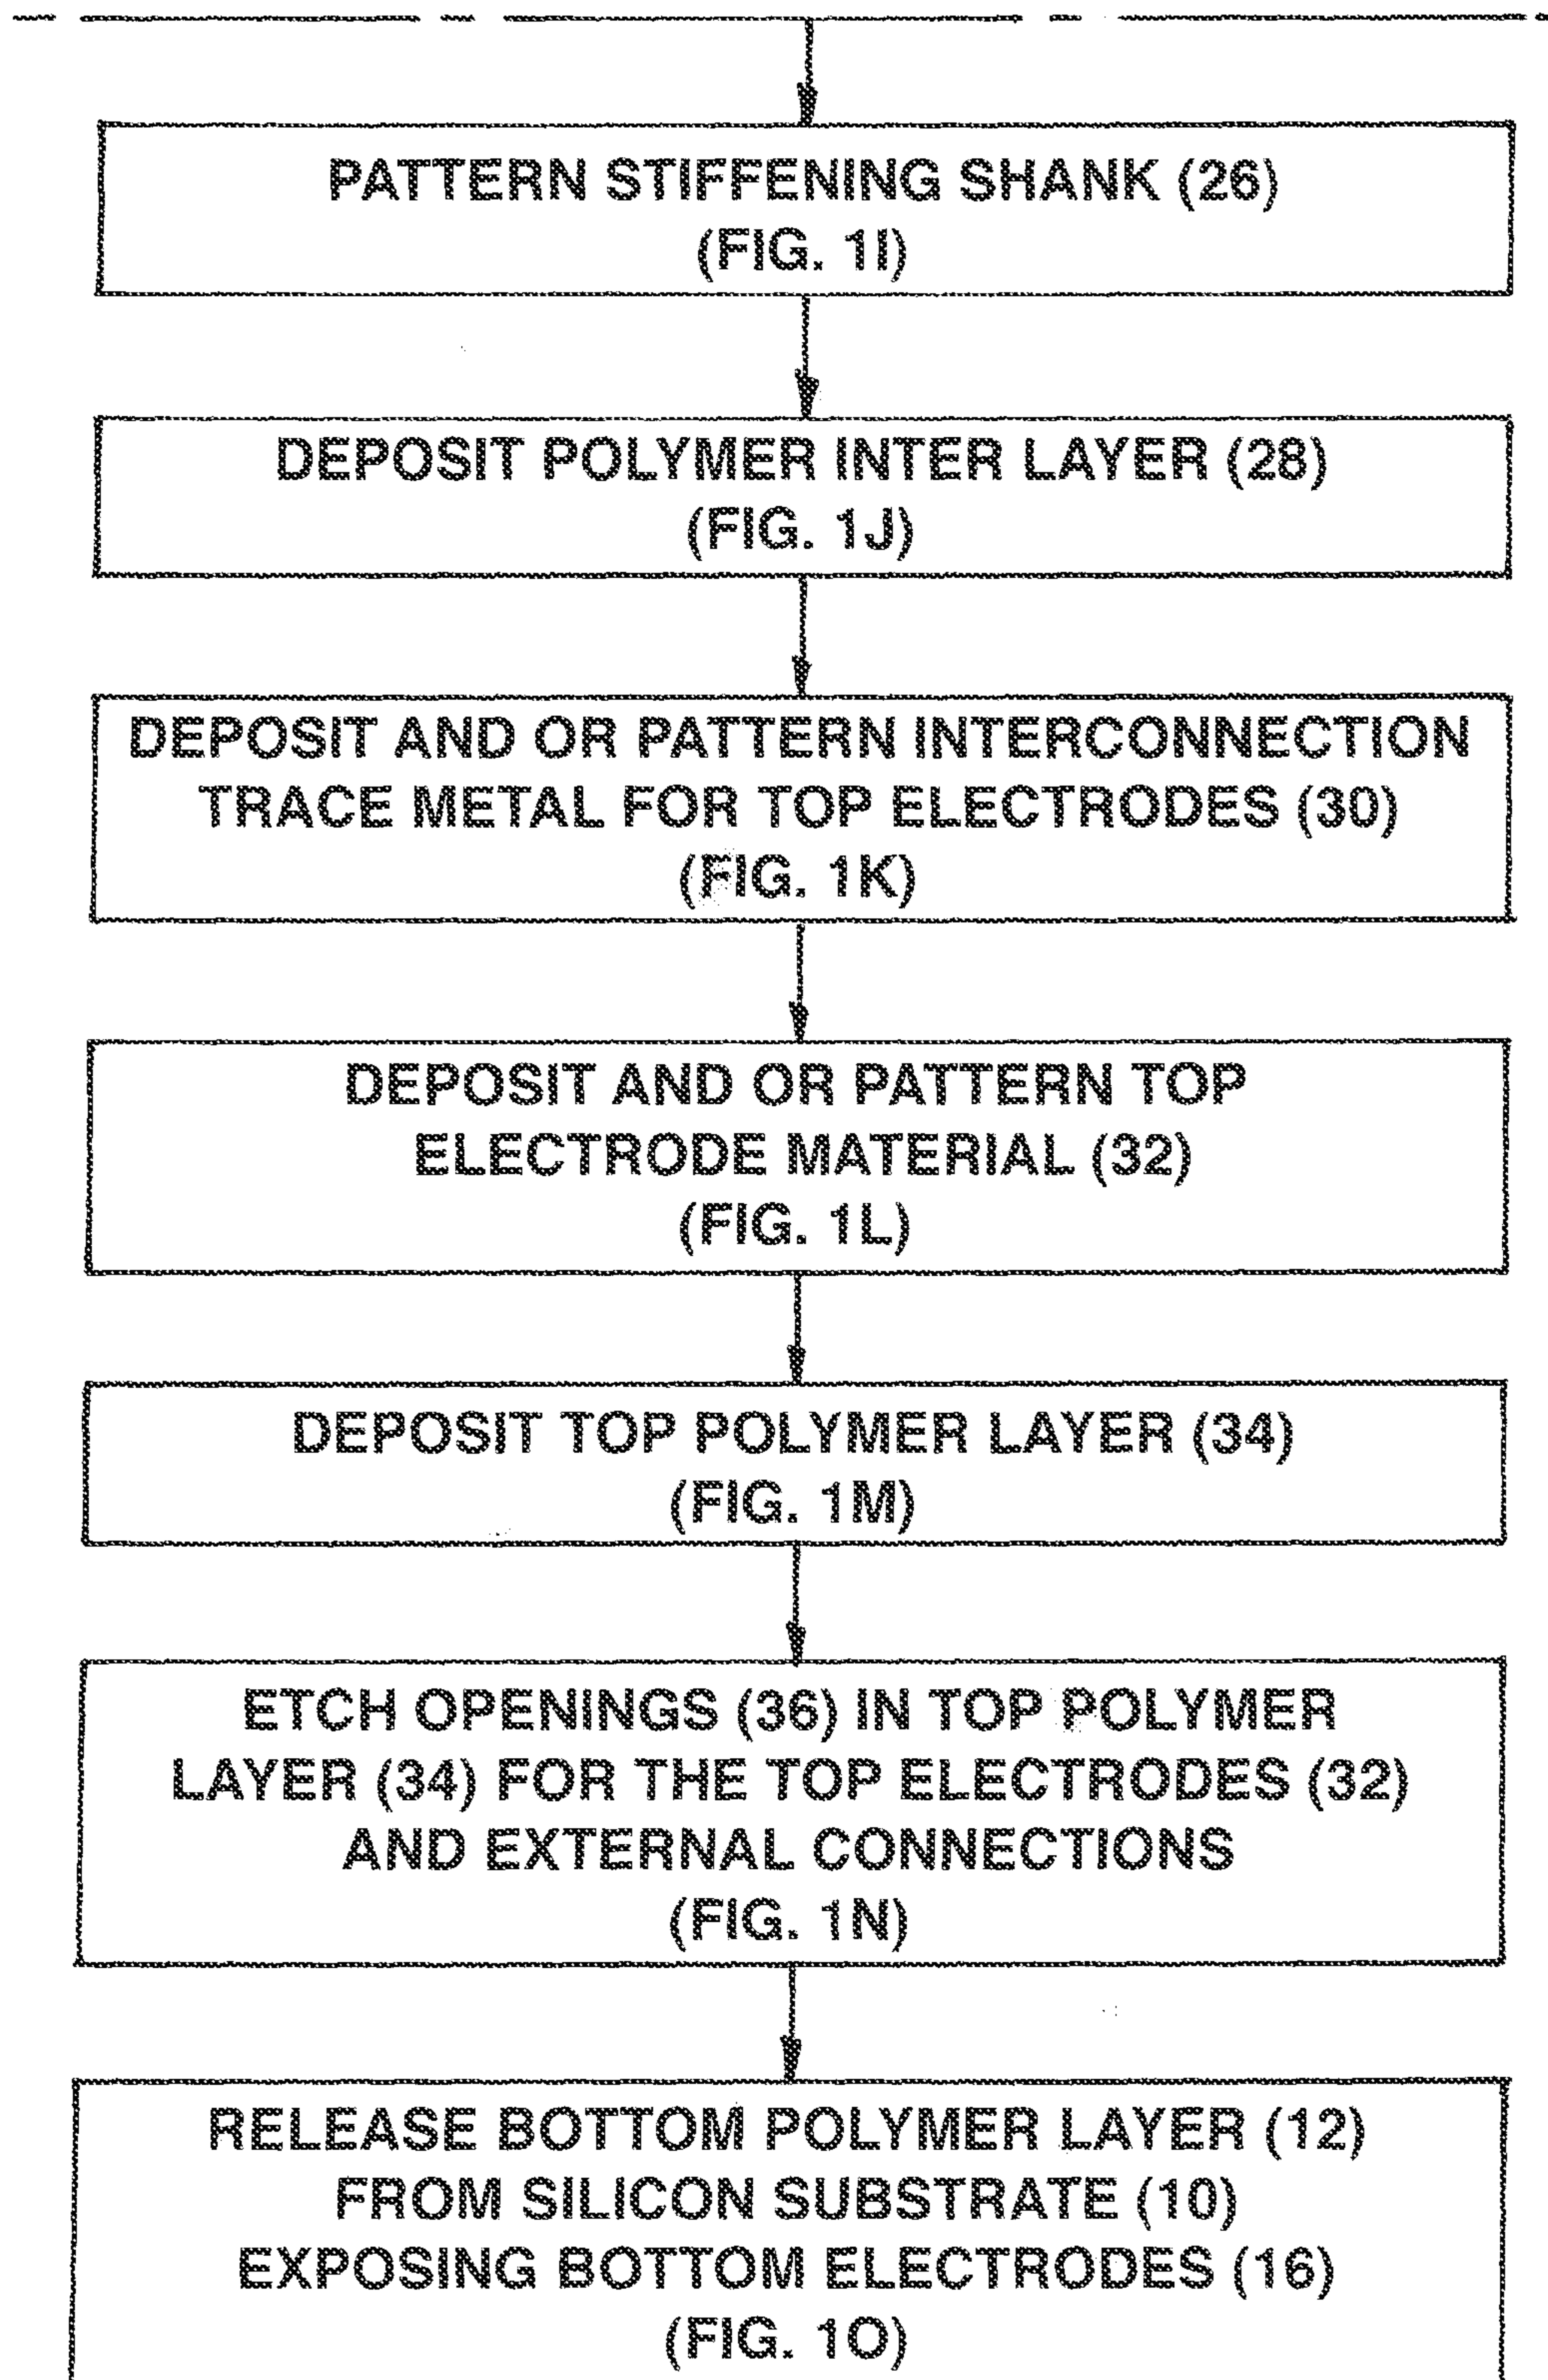 PATTERN STIFFENING SHANK (26)
(FIG. 1I)
DEPOSIT POLYMER INTER LAYER (28)
(FIG. 1J)
DEPOSIT AND OR PATTERN INTERCONNECTION
TRACE METAL FOR TOP ELECTRODES (30)
(FIG. 1K)
DEPOSIT AND OR PATTERN TOP
ELECTRODE MATERIAL (32)
(FIG. 1L)
DEPOSIT TOP POLYMER LAYER (34)
(FIG. 1M)
ETCH OPENINGS (36) IN TOP POLYMER
LAYER (34) FOR THE TOP ELECTRODES (32)
AND EXTERNAL CONNECTIONS
(FIG. 1N)
RELEASE BOTTOM POLYMER LAYER (12)
FROM SILICON SUBSTRATE (10)
EXPOSING BOTTOM ELECTRODES (16)
(FIG. 1O)